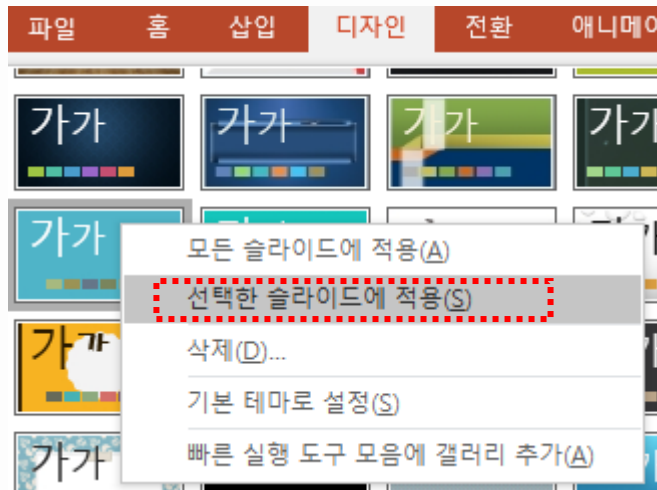 파일 홈 삽입 디자인 전환 애니메이
가가 가가 가가 가가
가가
모든 슬라이드에 적용(A)
선택한 슬라이드에 적용(S)
삭제(D)...
가가
기본 테마로 설정(S)
빠른 실행 도구 모음에 갤러리 추가(A)
가가